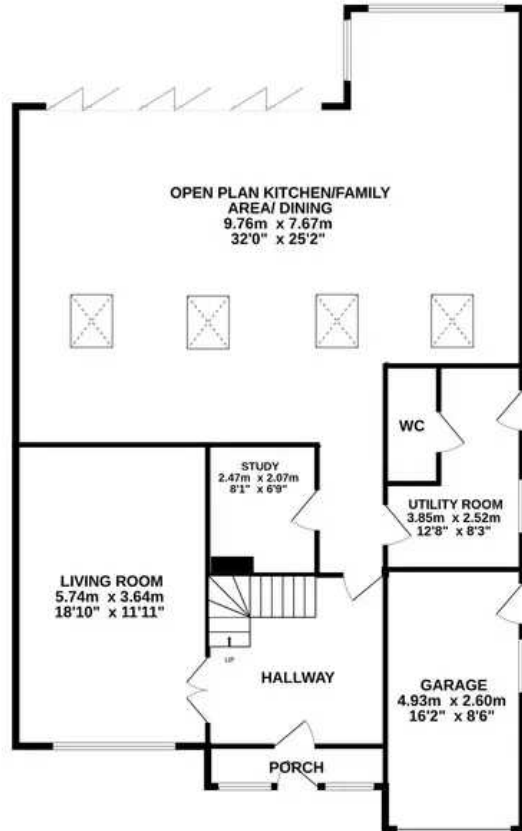 OPEN PLAN KITCHEN/FAMILY
AREA/ DINING
9.76m x 7.67m
32'0" x 25'2"
WC
STUDY
2.47m x 2.07m
8'1" x 6'9"
UTILITY ROOM
3.85m x 2.52m
12'8" x 8'3"
LIVING ROOM
5.74m x 3.64m
18'10" x 11'11"
UP
HALLWAY
GARAGE
4.93m x 2.60m
16'2" x 8'6"
PORCH